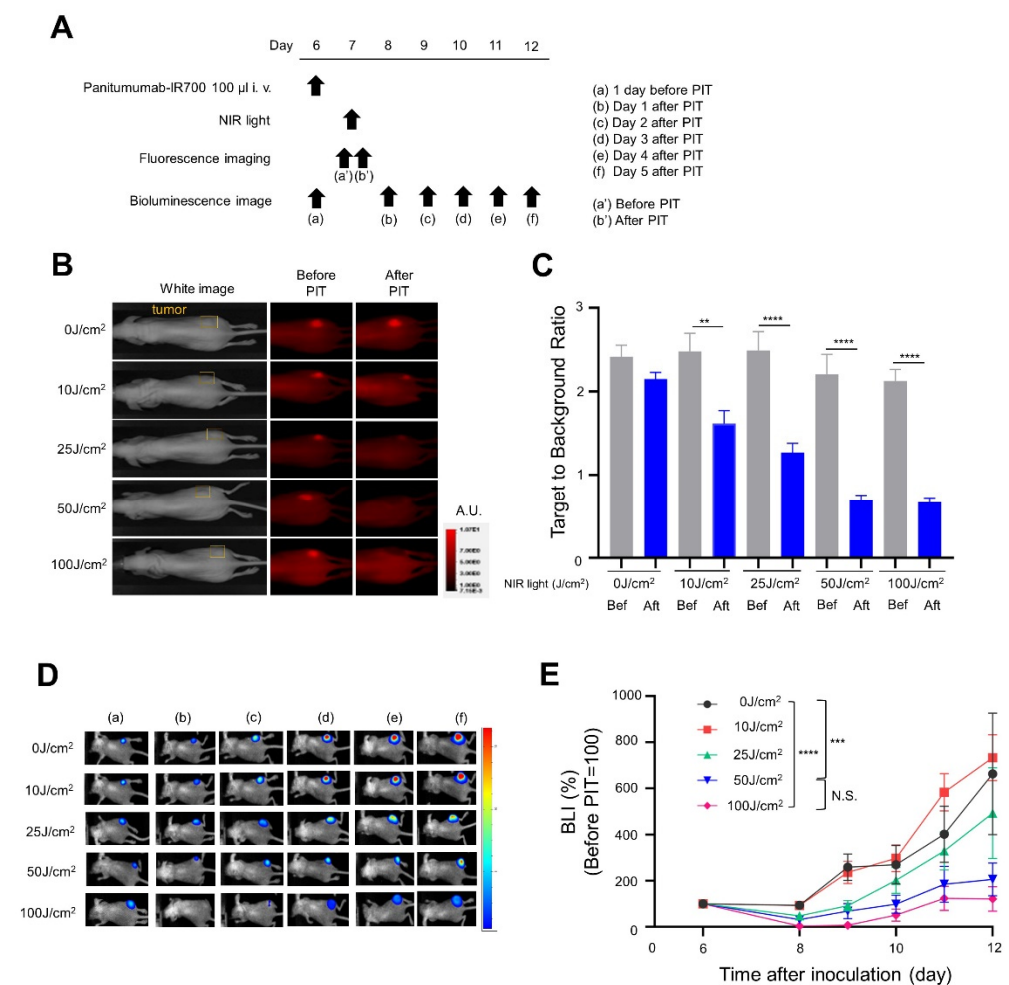 A
Day 6 7 8 9 10 11 12
Panitumumab-IR700 100 µl i. v.
NIR light
Fluorescence imaging
(a’) (b’)
Bioluminescence image
(a) (b) (c) (d) (e) (f)
(a) 1 day before PIT
(b) Day 1 after PIT
(c) Day 2 after PIT
(d) Day 3 after PIT
(e) Day 4 after PIT
(f) Day 5 after PIT
(a’) Before PIT
(b’) After PIT
B
White image
Before
PIT
After
PIT
tumor
0J/cm²
10J/cm²
25J/cm²
50J/cm²
100J/cm²
A.U.
C
Target to Background Ratio
3
2
1
0
** **** **** ****
NIR light (J/cm²) 0J/cm² 10J/cm² 25J/cm² 50J/cm² 100J/cm²
Bef Aft Bef Aft Bef Aft Bef Aft Bef Aft
D
(a) (b) (c) (d) (e) (f)
0J/cm²
10J/cm²
25J/cm²
50J/cm²
100J/cm²
E
BLI (%)
(Before PIT=100)
1000
800
600
400
200
0
0J/cm²
10J/cm²
25J/cm²
50J/cm²
100J/cm²
****
***
N.S.
0 6 8 10 12
Time after inoculation (day)